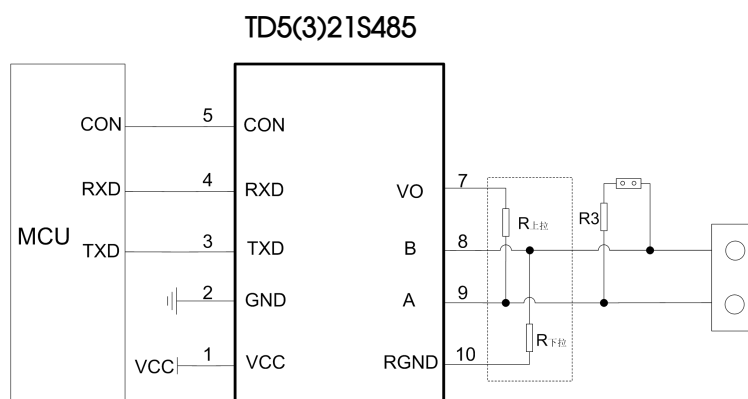 TD5(3)21S485
5
CON CON
4 7
RXD RXD VO
R上拉 R3
MCU
3 8
TXD TXD B
2 9
GND A
R下拉
1 10
VCC VCC RGND